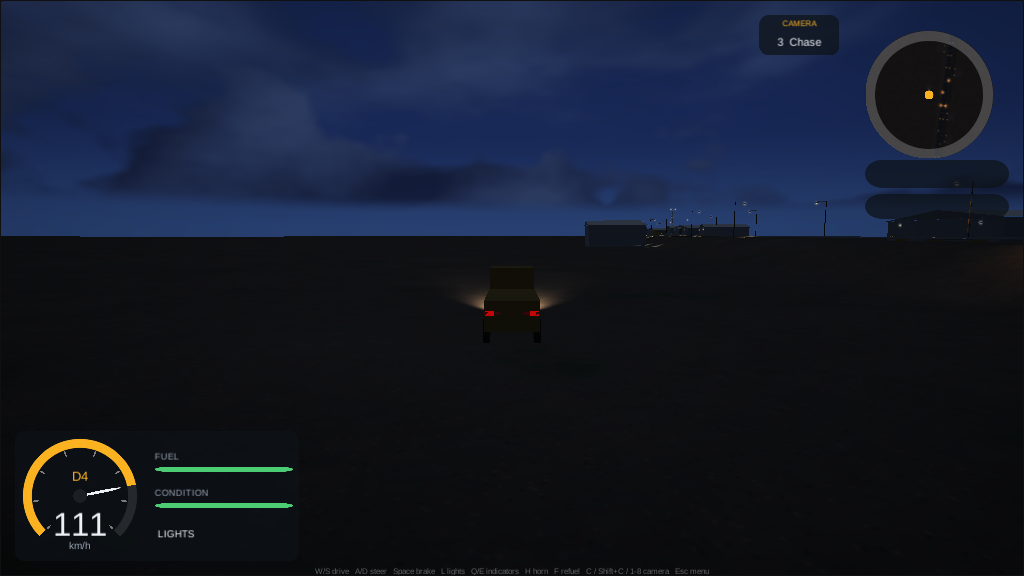 CAMERA
3 Chase
D4
111
km/h
FUEL
CONDITION
LIGHTS
W/S drive A/D steer Space brake L lights Q/E indicators H horn F refuel C / Shift+C / 1-8 camera Esc menu